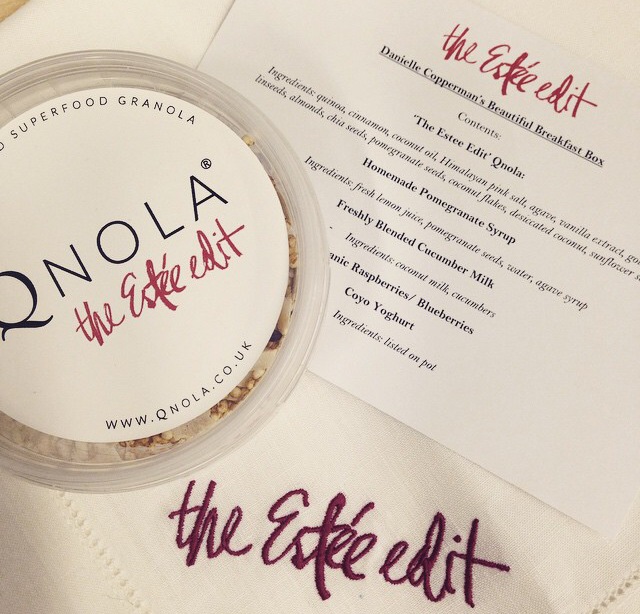 O SUPERFOOD GRANOLA
QNOLA®
the Estée edit
WWW.QNOLA.CO.UK
the Estée edit
Danielle Copperman's Beautiful Breakfast Box
Contents:
'The Estee Edit' Qnola:
Ingredients: quinoa, cinnamon, coconut oil, Himalayan pink salt, agave, vanilla extract,
linseeds, almonds, chia seeds, pomegranate seeds, coconut flakes, desiccated coconut, sunflower
Homemade Pomegranate Syrup
Ingredients: fresh lemon juice, pomegranate seeds, water, agave syrup
Freshly Blended Cucumber Milk
Ingredients: coconut milk, cucumbers
Raspberries/ Blueberries
Coyo Yoghurt
Ingredients: listed on pot
the Estée edit